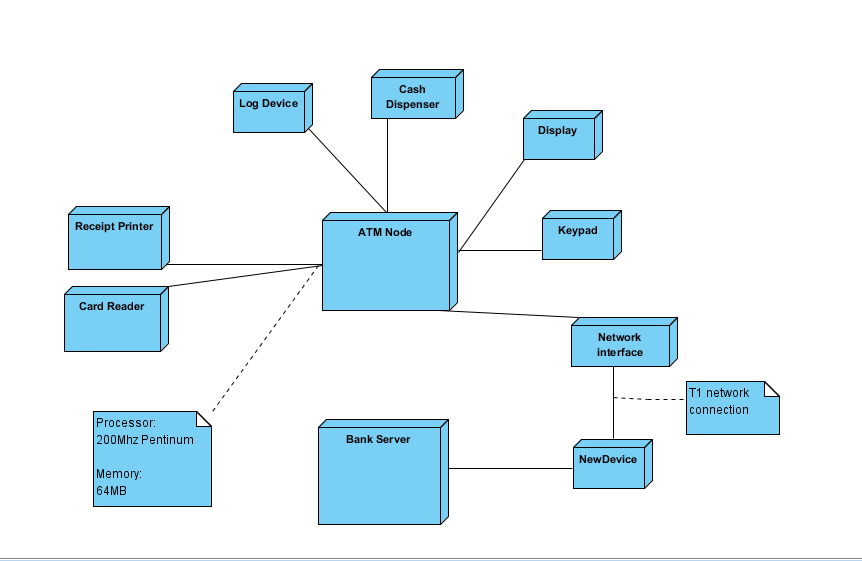 Log Device
Cash
Dispenser
Display
Receipt Printer
ATM Node
Keypad
Card Reader
Network
interface
T1 network
connection
Processor:
200Mhz Pentinum
Memory:
64MB
Bank Server
NewDevice